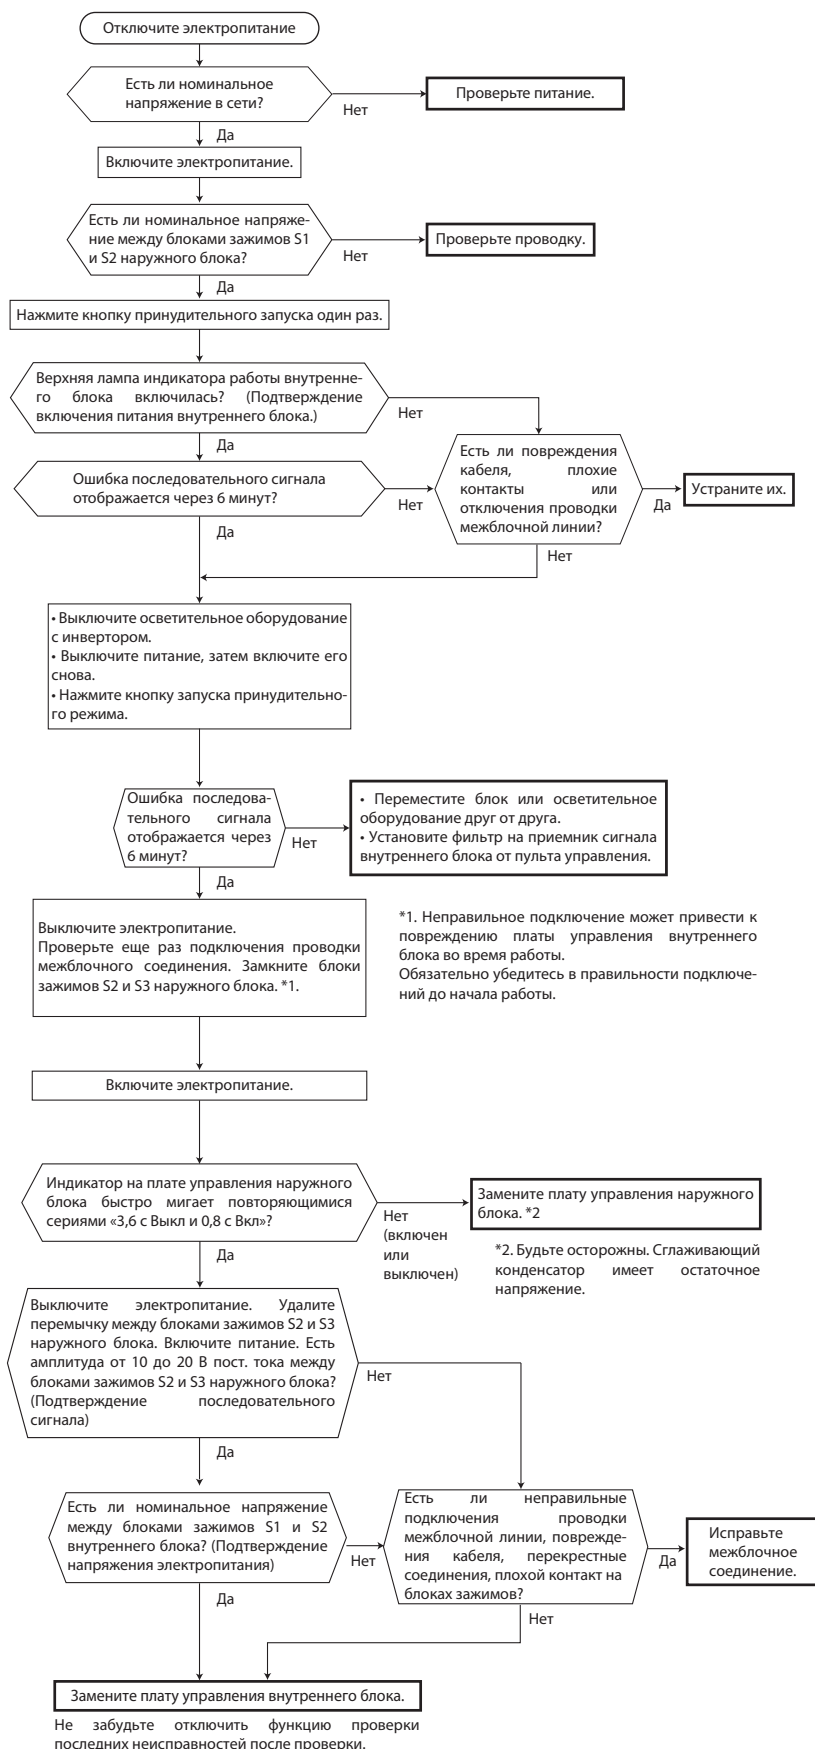 Отключите электропитание
Есть ли номинальное
напряжение в сети?
Нет
Проверьте питание.
Да
Включите электропитание.
Есть ли номинальное напряже-
ние между блоками зажимов S1
и S2 наружного блока?
Нет
Проверьте проводку.
Да
Нажмите кнопку принудительного запуска один раз.
Верхняя лампа индикатора работы внутренне-
го блока включилась? (Подтверждение
включения питания внутреннего блока.)
Нет
Да
Есть ли повреждения
кабеля, плохие
контакты или
отключения проводки
межблочной линии?
Да
Устраните их.
Ошибка последовательного сигнала
отображается через 6 минут?
Нет
Да
Нет
• Выключите осветительное оборудование
с инвертором.
• Выключите питание, затем включите его
снова.
• Нажмите кнопку запуска принудительно-
го режима.
Ошибка последова-
тельного сигнала
отображается через
6 минут?
Нет
• Переместите блок или осветительное
оборудование друг от друга.
• Установите фильтр на приемник сигнала
внутреннего блока от пульта управления.
Да
Выключите электропитание.
Проверьте еще раз подключения проводки
межблочного соединения. Замкните блоки
зажимов S2 и S3 наружного блока. *1.
*1. Неправильное подключение может привести к
повреждению платы управления внутреннего
блока во время работы.
Обязательно убедитесь в правильности подключе-
ний до начала работы.
Включите электропитание.
Индикатор на плате управления наружного
блока быстро мигает повторяющимися
сериями «3,6 с Выкл и 0,8 с Вкл»?
Нет
(включен
или
выключен)
Замените плату управления наружного
блока. *2
*2. Будьте осторожны. Сглаживающий
конденсатор имеет остаточное
напряжение.
Да
Выключите электропитание. Удалите
перемычку между блоками зажимов S2 и S3
наружного блока. Включите питание. Есть
амплитуда от 10 до 20 В пост. тока между
блоками зажимов S2 и S3 наружного блока?
(Подтверждение последовательного
сигнала)
Нет
Да
Есть ли номинальное напряжение
между блоками зажимов S1 и S2
внутреннего блока? (Подтверждение
напряжения электропитания)
Нет
Есть ли неправильные
подключения проводки
межблочной линии, поврежде-
ния кабеля, перекрестные
соединения, плохой контакт на
блоках зажимов?
Да
Исправьте
межблочное
соединение.
Да
Нет
Замените плату управления внутреннего блока.
Не забудьте отключить функцию проверки
последних неисправностей после проверки.